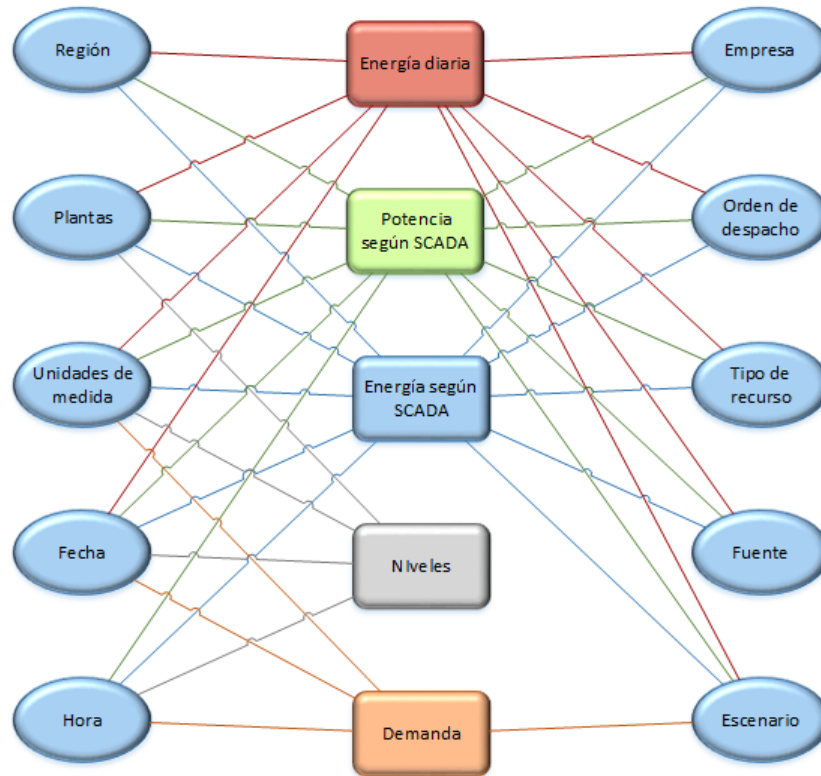 Región
Energía diaria
Empresa
Plantas
Potencia
según SCADA
Orden de
despacho
Unidades de
medida
Energía según
SCADA
Tipo de
recurso
Fecha
NIveles
Fuente
Hora
Demanda
Escenario